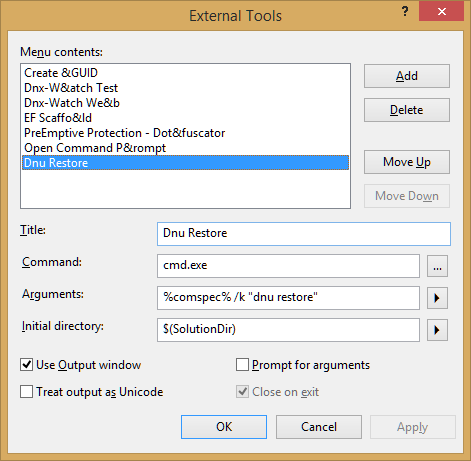 External Tools
?
Menu contents:
Create &GUID
Dnx-W&atch Test
Dnx-Watch We&b
EF Scaffo&ld
PreEmptive Protection - Dot&fuscator
Open Command P&rompt
Dnu Restore
Add
Delete
Move Up
Move Down
Title:
Dnu Restore
Command:
cmd.exe
...
Arguments:
%comspec% /k "dnu restore"
Initial directory:
$(SolutionDir)
Use Output window
Prompt for arguments
Treat output as Unicode
Close on exit
OK
Cancel
Apply